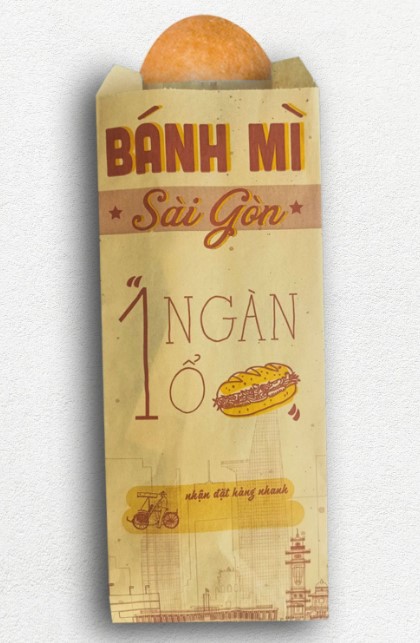 BÁNH MÌ
Sài Gòn
"1 NGÀN
Ổ "
nhận đặt hàng nhanh